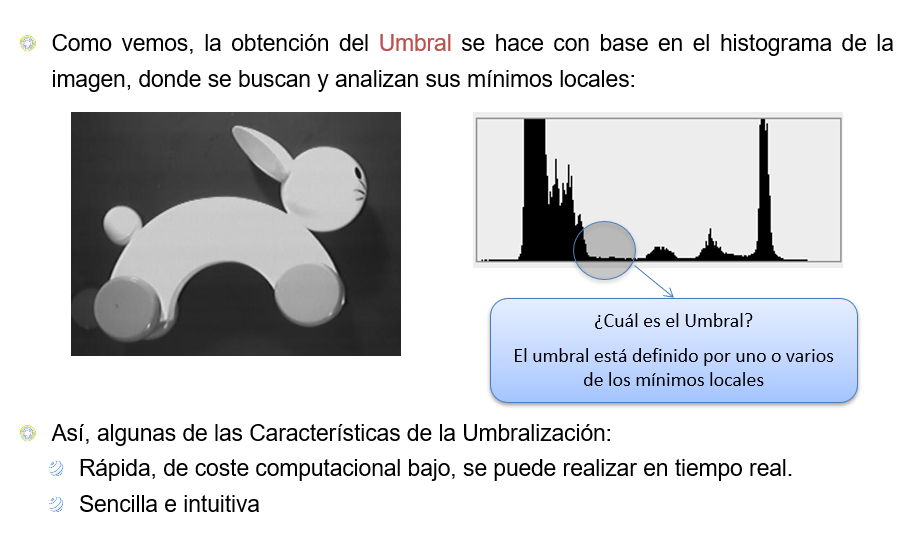 Como vemos, la obtención del Umbral se hace con base en el histograma de la
imagen, donde se buscan y analizan sus mínimos locales:
¿Cuál es el Umbral?
El umbral está definido por uno o varios
de los mínimos locales
Así, algunas de las Características de la Umbralización:
Rápida, de coste computacional bajo, se puede realizar en tiempo real.
Sencilla e intuitiva